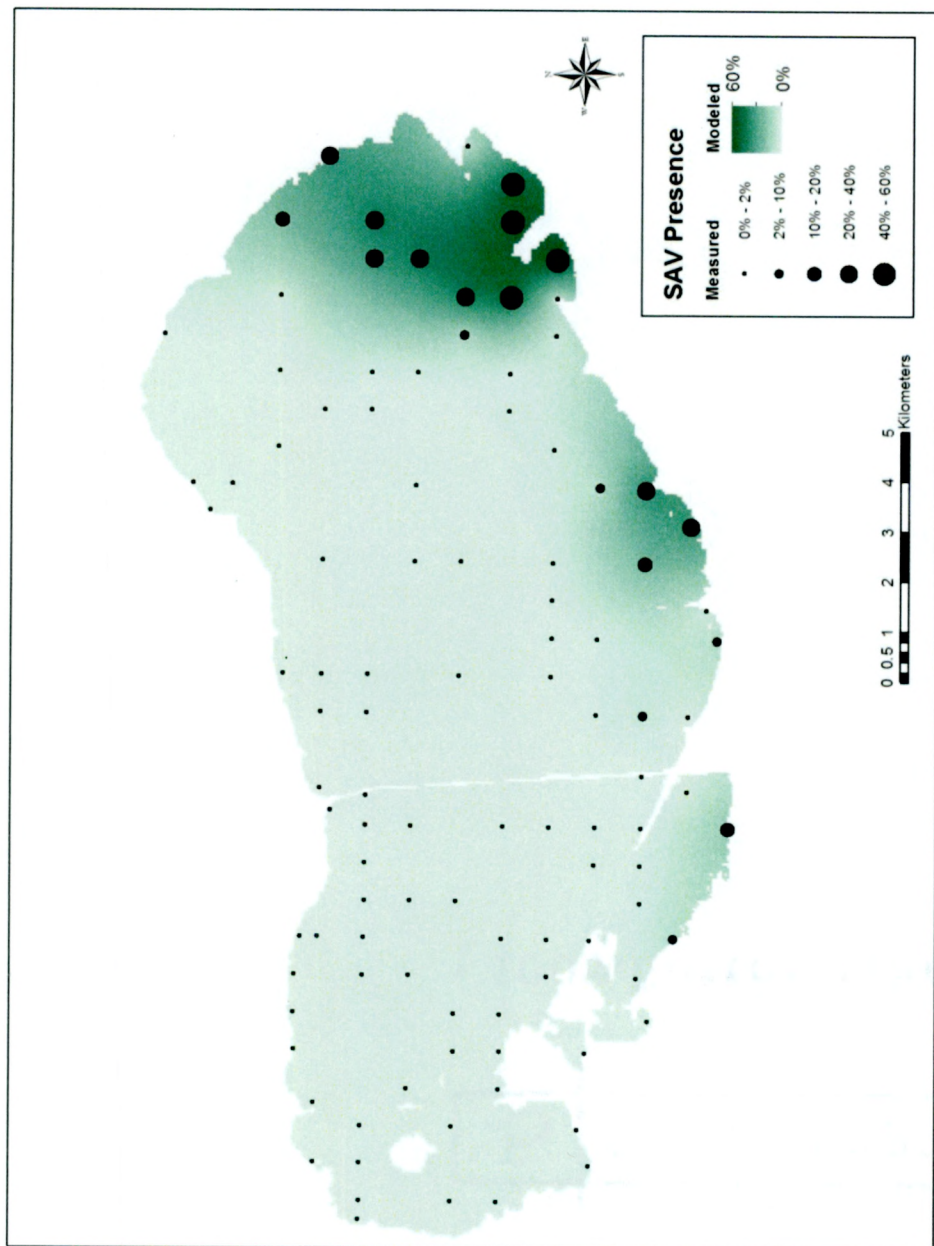 N
E
S
W
SAV Presence
Measured
Modeled
0% - 2%
2% - 10%
10% - 20%
20% - 40%
40% - 60%
60%
0%
0 0.5 1 2 3 4 5
Kilometers